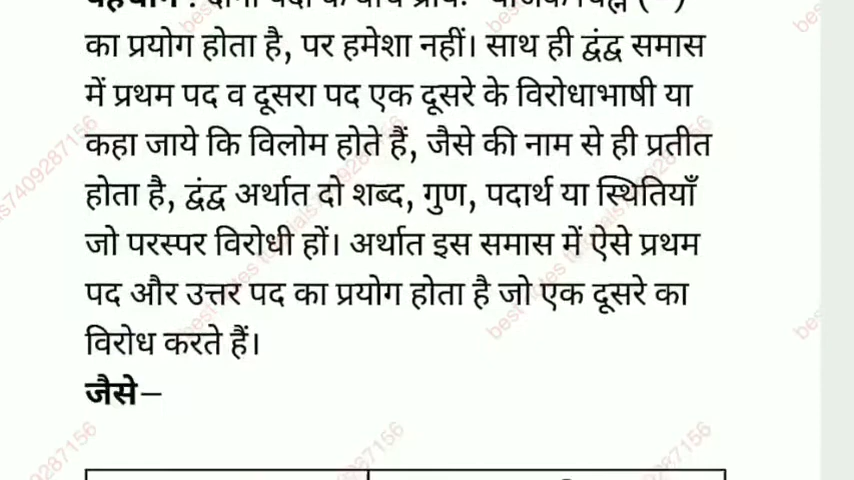 का प्रयोग होता है, पर हमेशा नहीं। साथ ही द्वंद्व समास
में प्रथम पद व दूसरा पद एक दूसरे के विरोधाभाषी या
कहा जाये कि विलोम होते हैं, जैसे की नाम से ही प्रतीत
होता है, द्वंद्व अर्थात दो शब्द, गुण, पदार्थ या स्थितियाँ
जो परस्पर विरोधी हों। अर्थात इस समास में ऐसे प्रथम
पद और उत्तर पद का प्रयोग होता है जो एक दूसरे का
विरोध करते हैं।
जैसे–